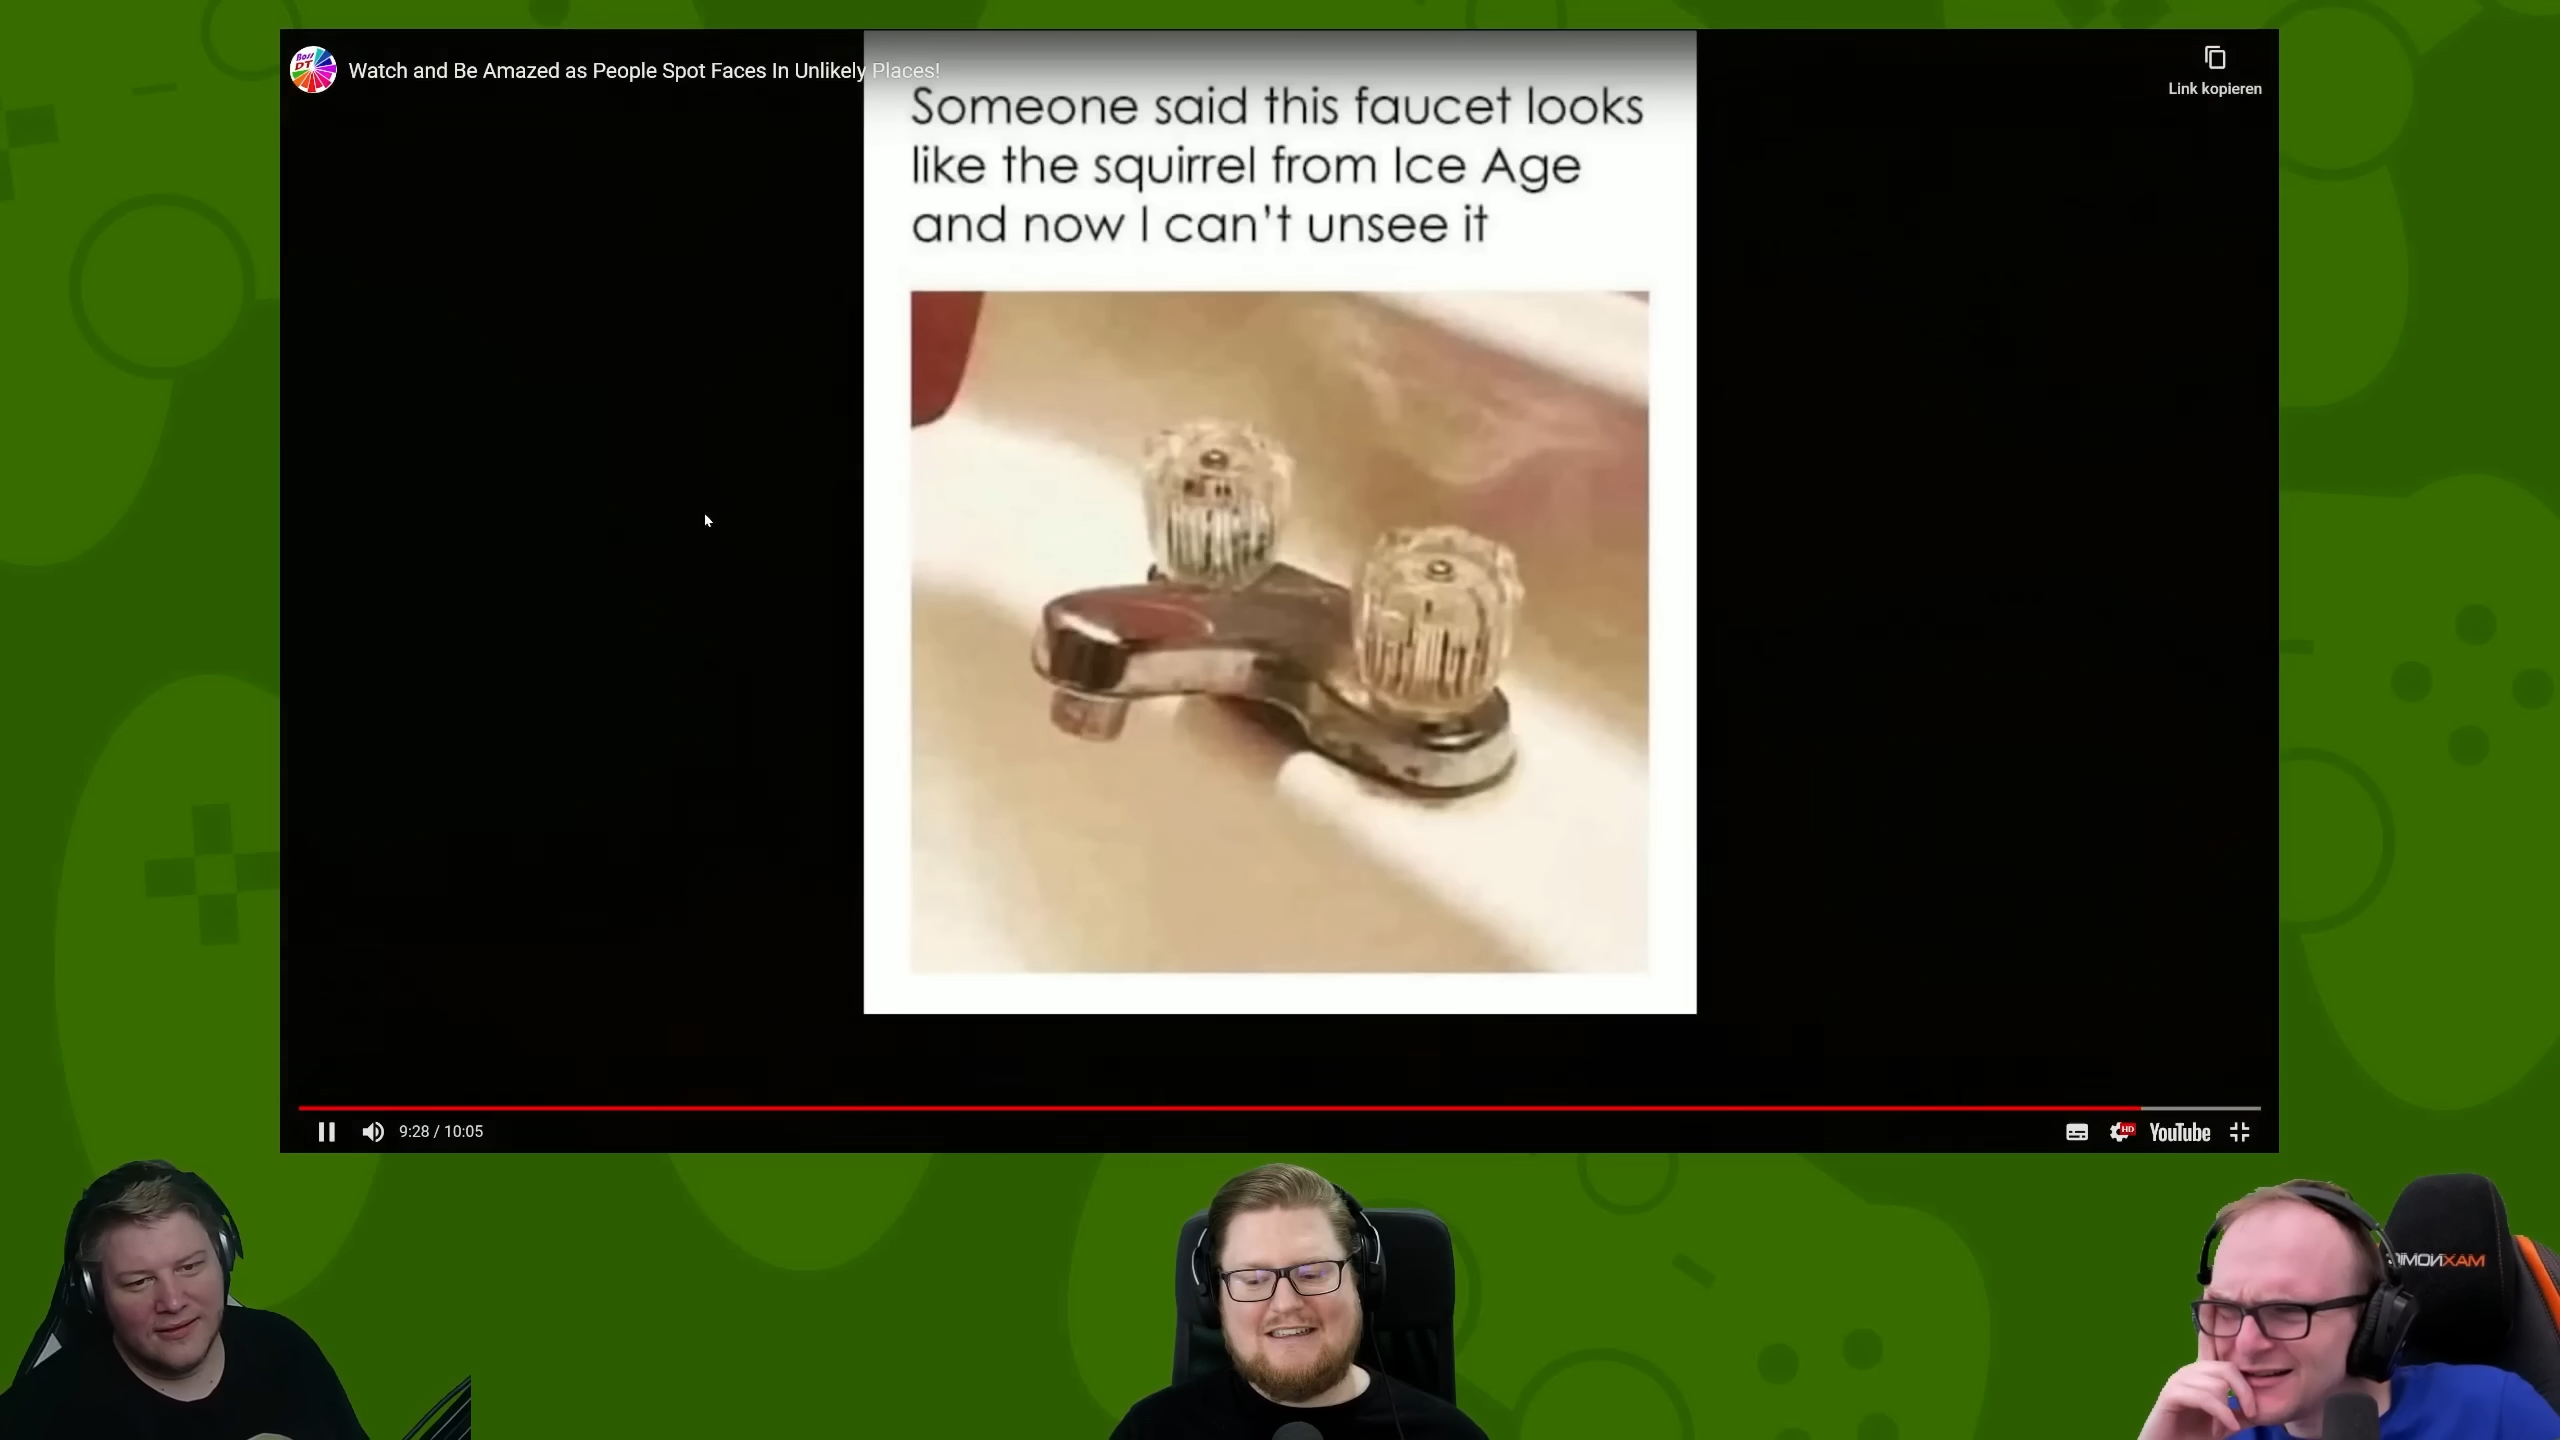 Watch and Be Amazed as People Spot Faces In Unlikely Places!
Link kopieren
Someone said this faucet looks
like the squirrel from Ice Age
and now I can't unsee it
9:28 / 10:05
HD
YouTube